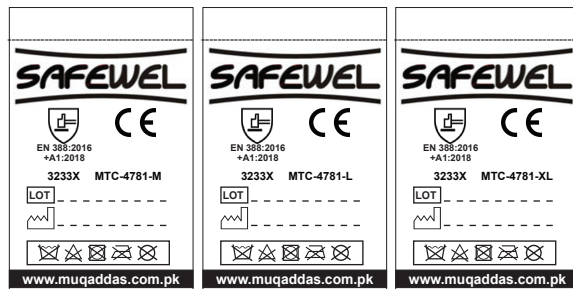 SAFEWEL
CE
EN 388:2016
+A1:2018
3233X MTC-4781-M
LOT
www.muqaddas.com.pk
SAFEWEL
CE
EN 388:2016
+A1:2018
3233X MTC-4781-L
LOT
www.muqaddas.com.pk
SAFEWEL
CE
EN 388:2016
+A1:2018
3233X MTC-4781-XL
LOT
www.muqaddas.com.pk